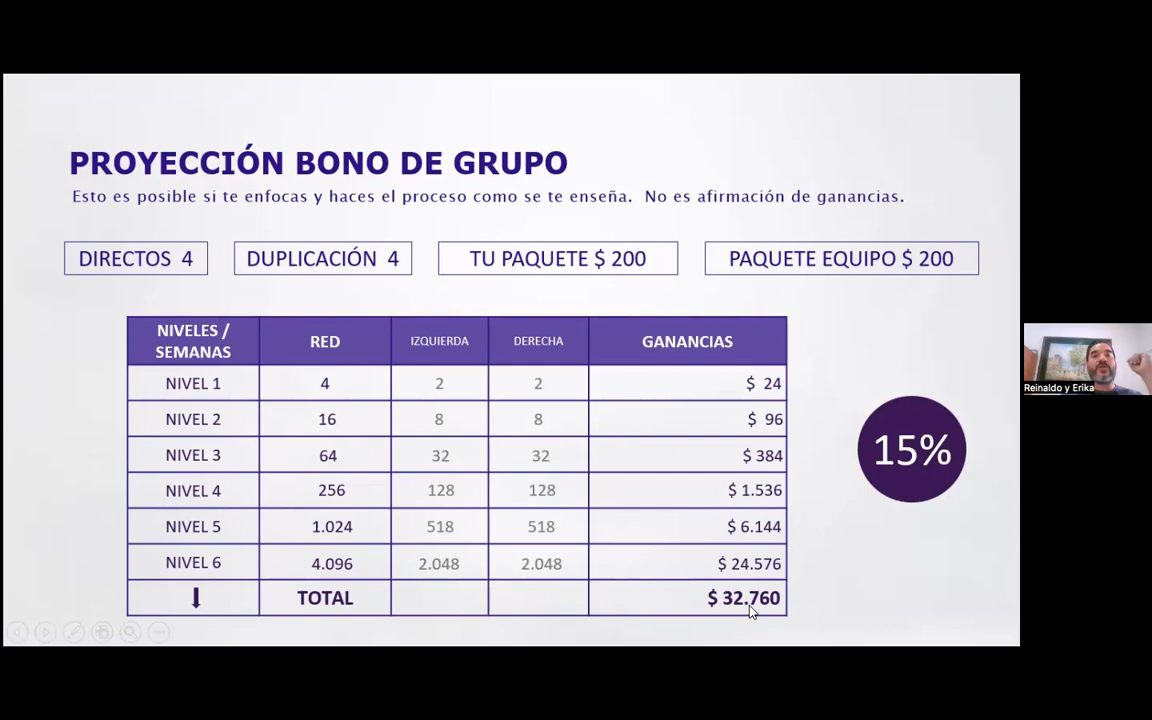 PROYECCIÓN BONO DE GRUPO
Esto es posible si te enfocas y haces el proceso como se te enseña. No es afirmación de ganancias.
DIRECTOS 4 DUPLICACIÓN 4 TU PAQUETE $ 200 PAQUETE EQUIPO $ 200
NIVELES / SEMANAS RED IZQUIERDA DERECHA GANANCIAS
NIVEL 1 4 2 2 $ 24
NIVEL 2 16 8 8 $ 96
NIVEL 3 64 32 32 $ 384
NIVEL 4 256 128 128 $ 1.536
NIVEL 5 1.024 518 518 $ 6.144
NIVEL 6 4.096 2.048 2.048 $ 24.576
TOTAL $ 32.760
15%
Reinaldo y Erika